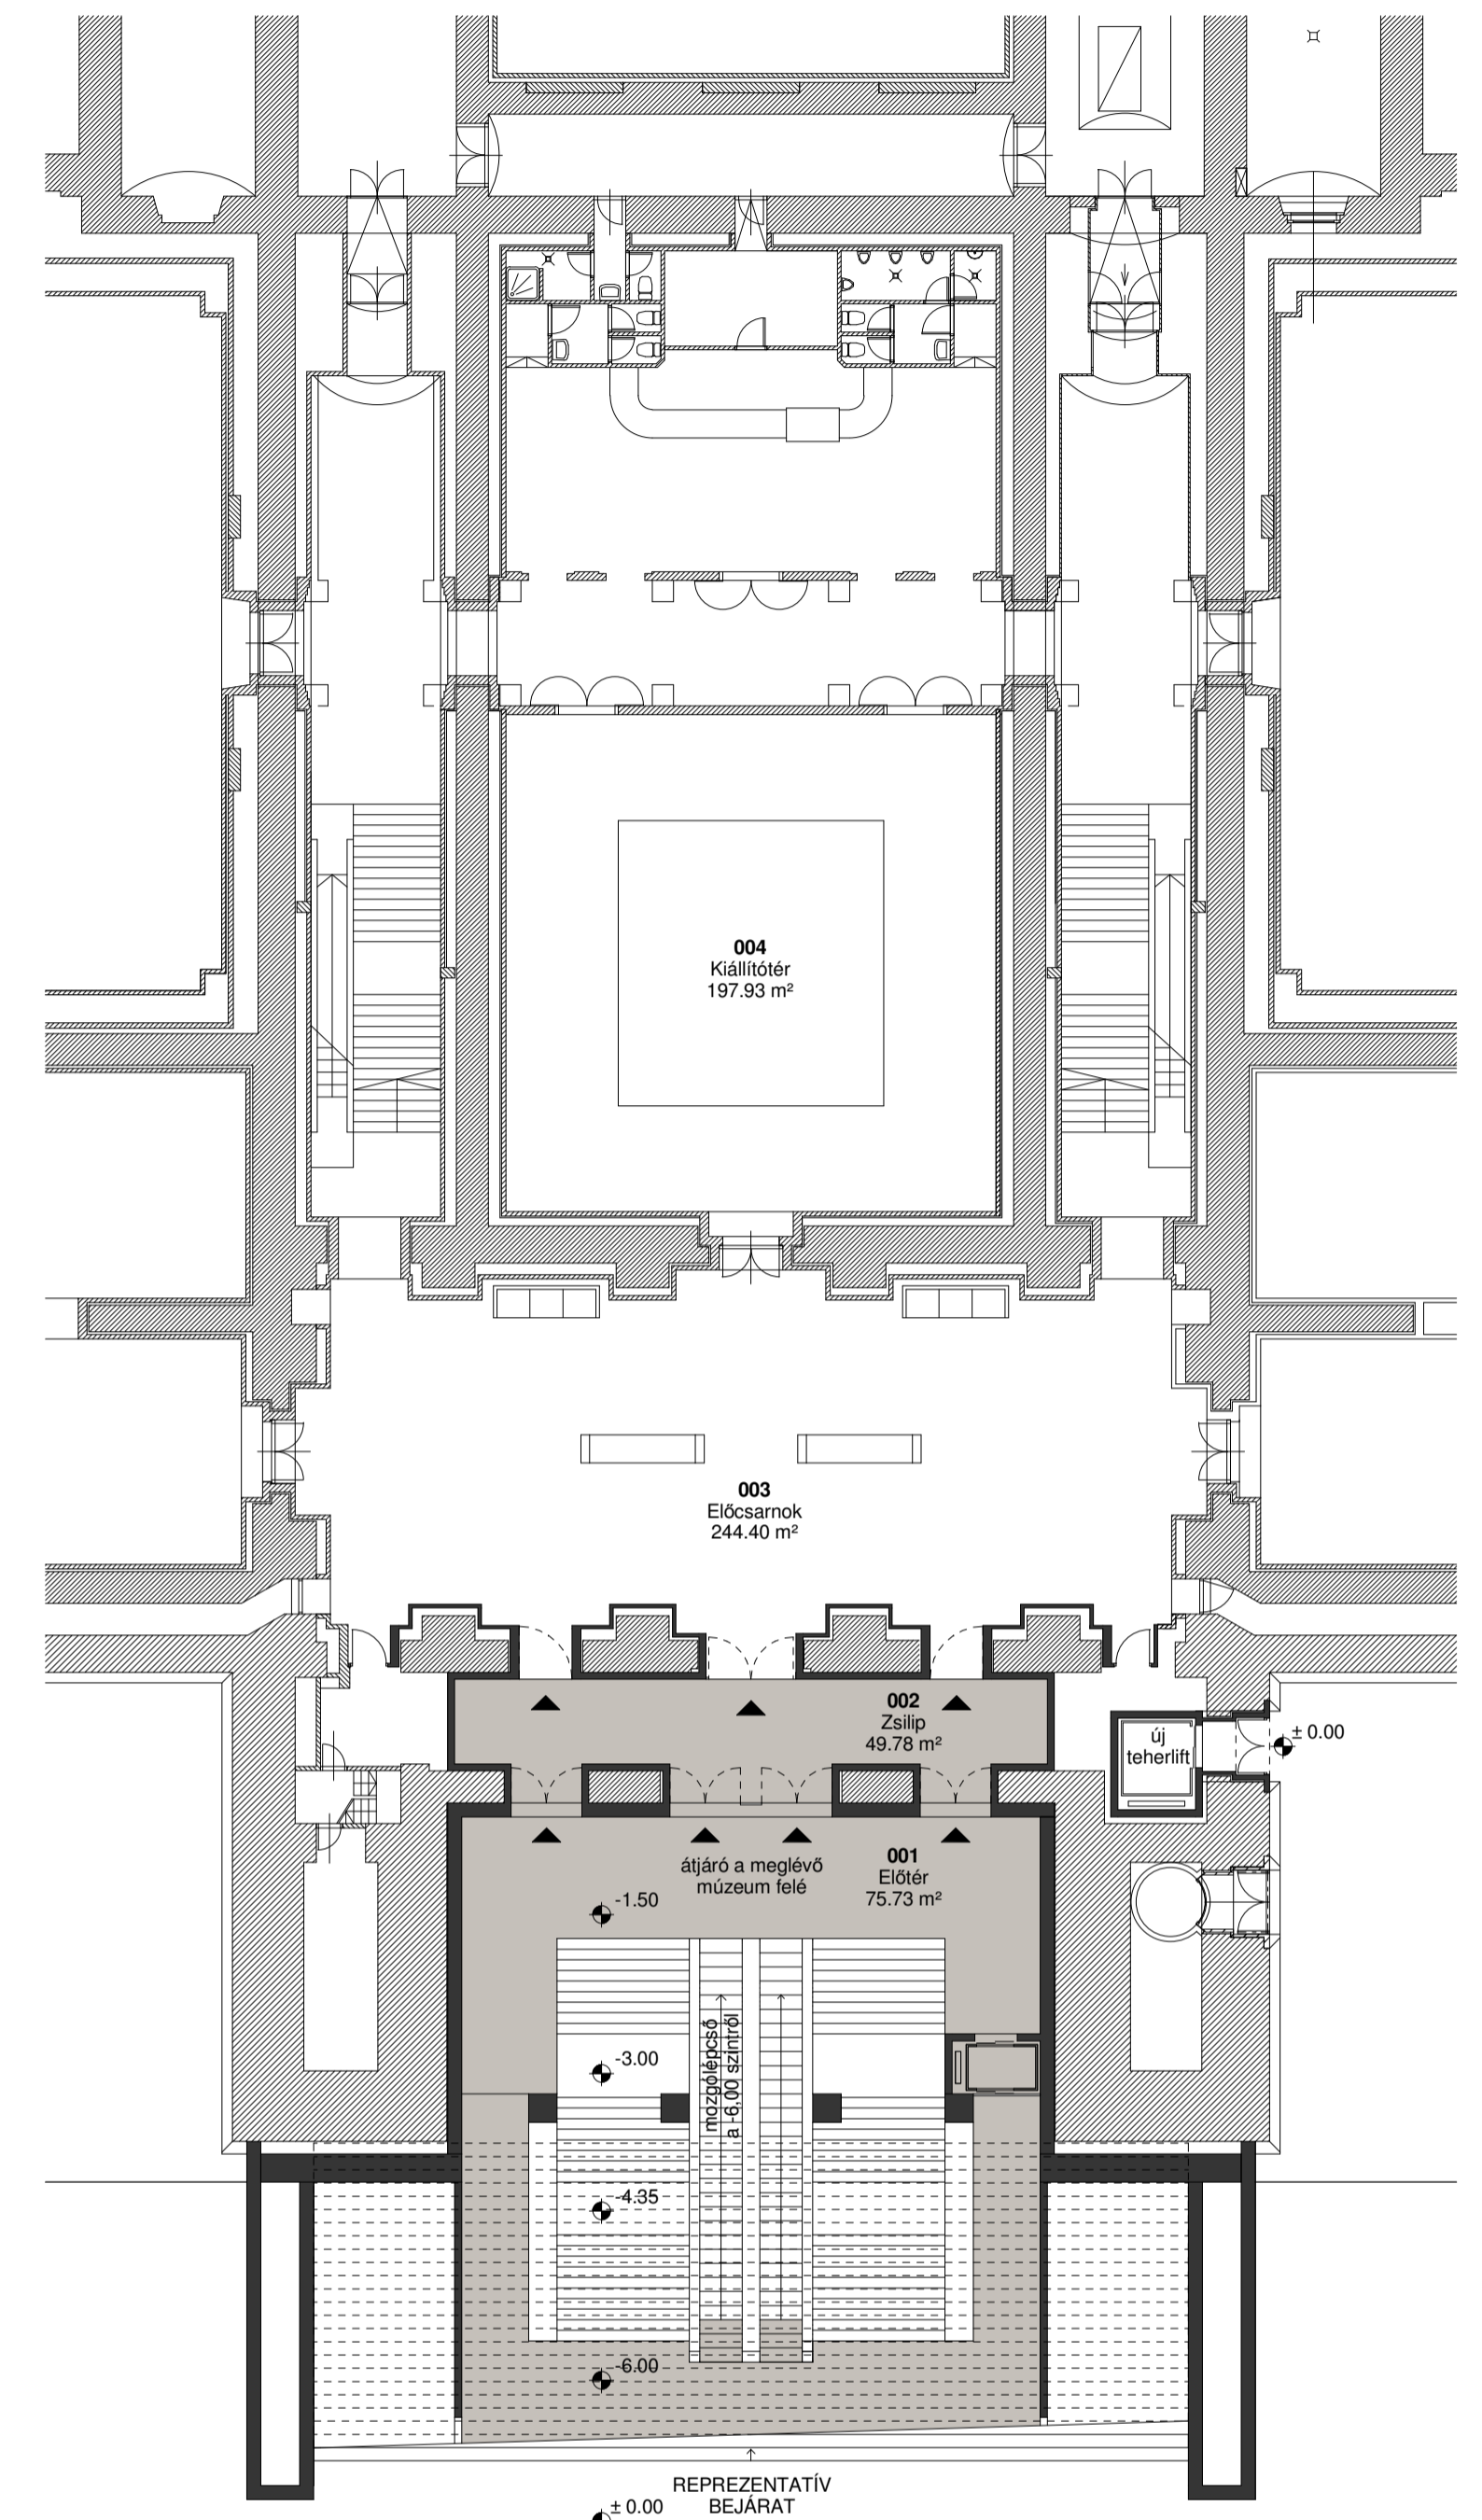 004
Kiállítótér
197.93 m²
003
Előcsarnok
244.40 m²
002
Zsilip
49.78 m²
új
teherlift
± 0.00
001
Előtér
75.73 m²
átjáró a meglévő
múzeum felé
-1.50
-3.00
mozgólépcső
a -6,00 szintről
-4.35
-6.00
REPREZENTATÍV
BEJÁRAT
± 0.00